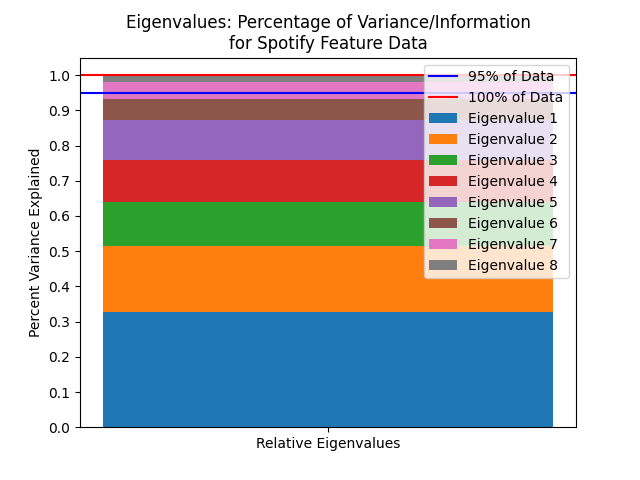 Eigenvalues: Percentage of Variance/Information
for Spotify Feature Data
Percent Variance Explained
1.0
0.9
0.8
0.7
0.6
0.5
0.4
0.3
0.2
0.1
0.0
95% of Data
100% of Data
Eigenvalue 1
Eigenvalue 2
Eigenvalue 3
Eigenvalue 4
Eigenvalue 5
Eigenvalue 6
Eigenvalue 7
Eigenvalue 8
Relative Eigenvalues